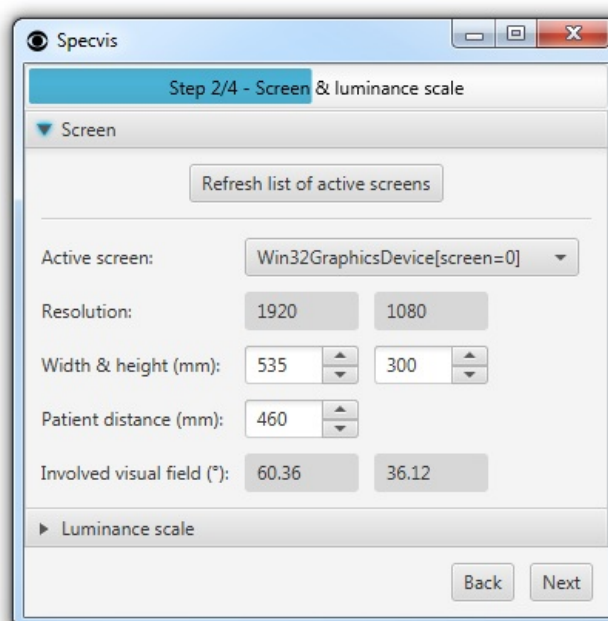 Specvis
Step 2/4 - Screen & luminance scale
Screen
Refresh list of active screens
Active screen: Win32GraphicsDevice[screen=0]
Resolution: 1920 1080
Width & height (mm): 535 300
Patient distance (mm): 460
Involved visual field (°): 60.36 36.12
Luminance scale
Back Next